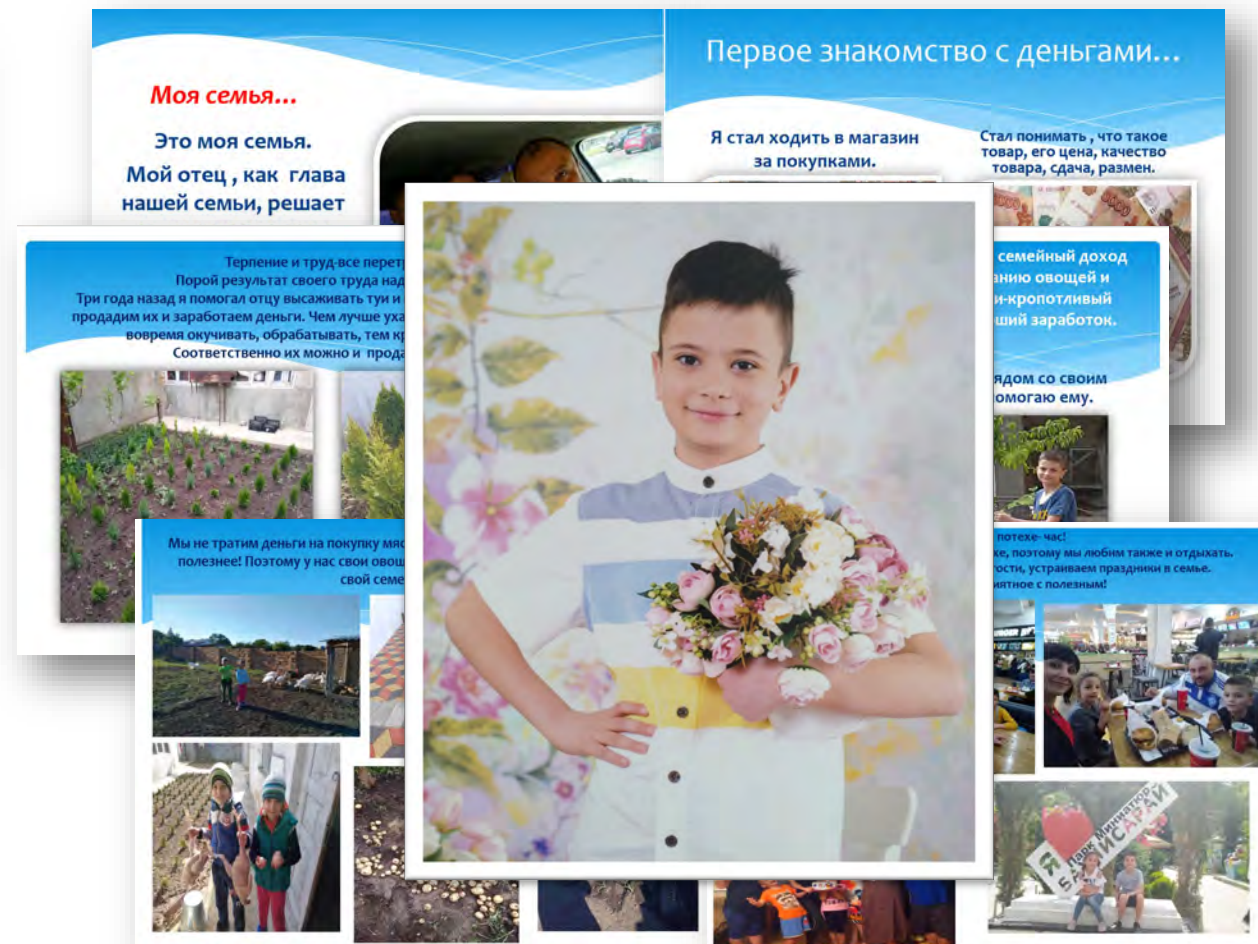 Моя семья...
Это моя семья.
Мой отец , как глава
нашей семьи, решает
Первое знакомство с деньгами...
Я стал ходить в магазин
за покупками.
Стал понимать , что такое
товар, его цена, качество
товара, сдача, размен.
Терпение и труд-все перет
Порой результат своего труда над
Три года назад я помогал отцу высаживать туи и
продадим их и заработаем деньги. Чем лучше уха
вовремя окучивать, обрабатывать, тем кр
Соответственно их можно и прода
семейный доход
анию овощей и
и-кропотливый
ший заработок.
ядом со своим
омогаю ему.
Мы не тратим деньги на покупку мяс
полезнее! Поэтому у нас свои овощ
свой семе
потехе- час!
же, поэтому мы любим также и отдыхать.
гости, устраиваем праздники в семье.
иятное с полезным!
Я
Парк Миниатюр
БАХЧИСАРАЙ